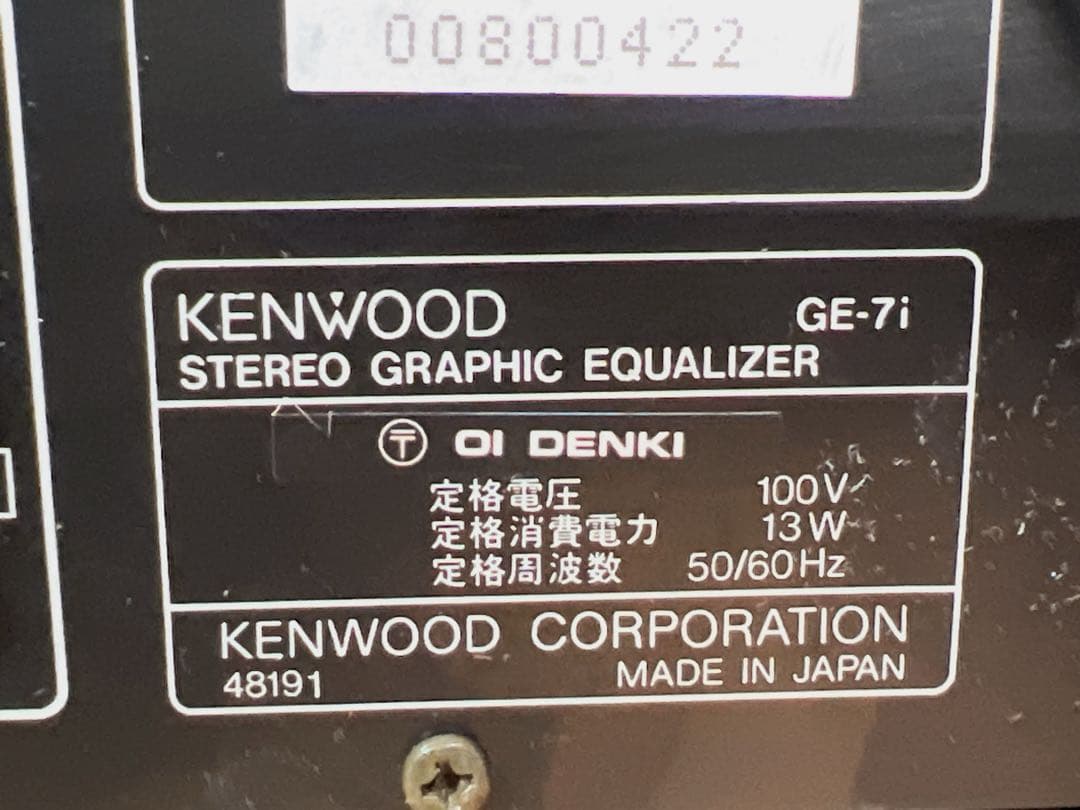 00800422
KENWOOD GE-7i
STEREO GRAPHIC EQUALIZER
〒 OI DENKI
定格電圧 100V
定格消費電力 13W
定格周波数 50/60Hz
KENWOOD CORPORATION
48191 MADE IN JAPAN